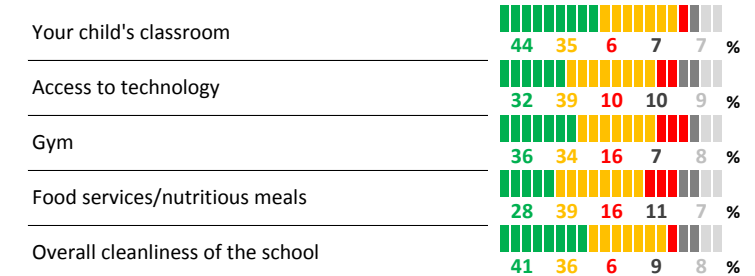 Your child's classroom
44 35 6 7 7 %
Access to technology
32 39 10 10 9 %
Gym
36 34 16 7 8 %
Food services/nutritious meals
28 39 16 11 7 %
Overall cleanliness of the school
41 36 6 9 8 %